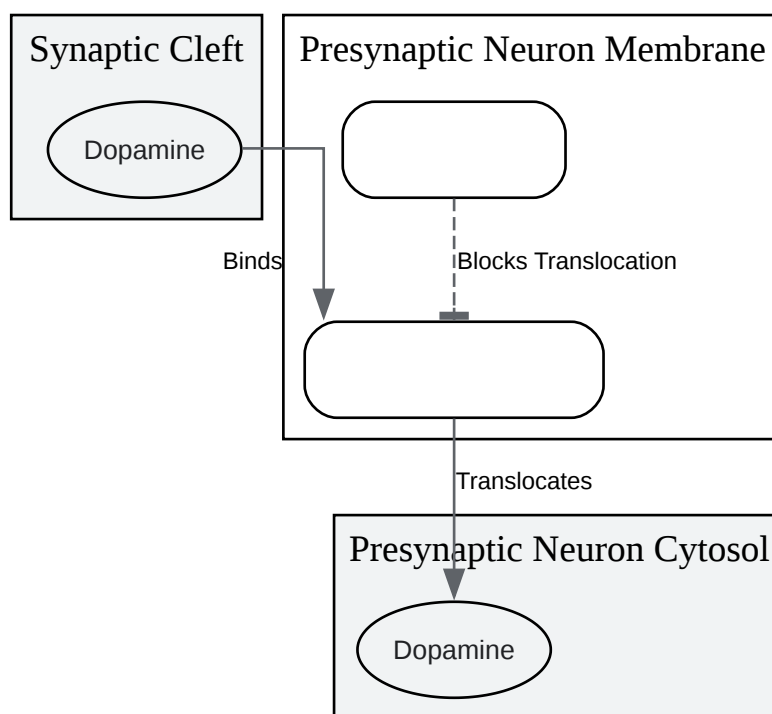 Synaptic Cleft
Presynaptic Neuron Membrane
Dopamine
Binds
Blocks Translocation
Translocates
Presynaptic Neuron Cytosol
Dopamine